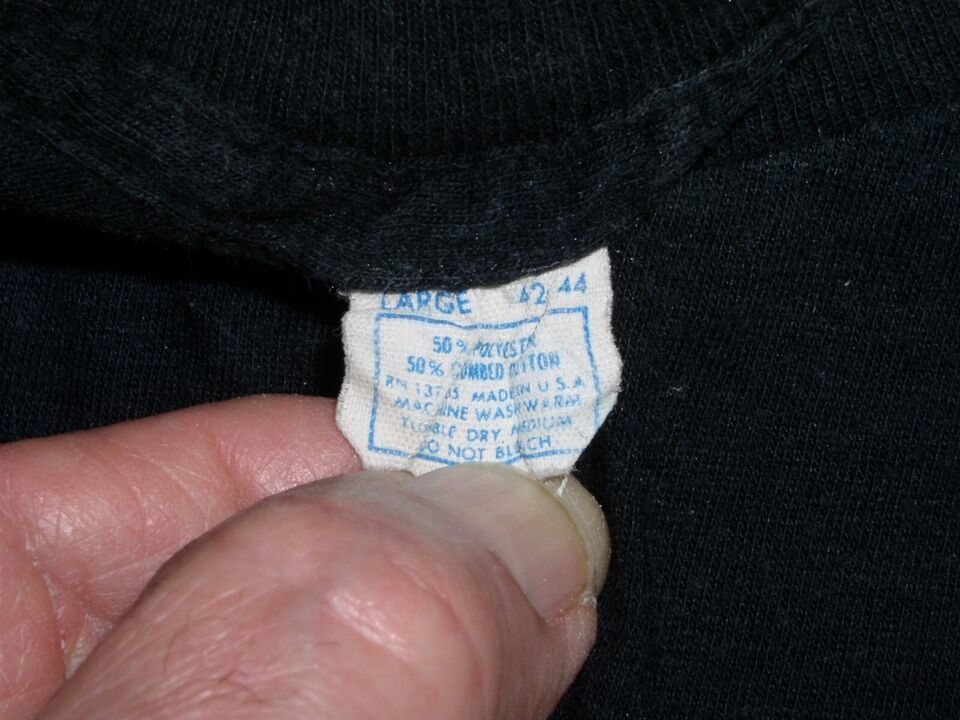 LARGE 42 44
50% POLYESTER
50% COMBED COTTON
RN 13765 MADE IN U.S.A.
MACHINE WASH WARM
TUMBLE DRY MEDIUM
DO NOT BLEACH